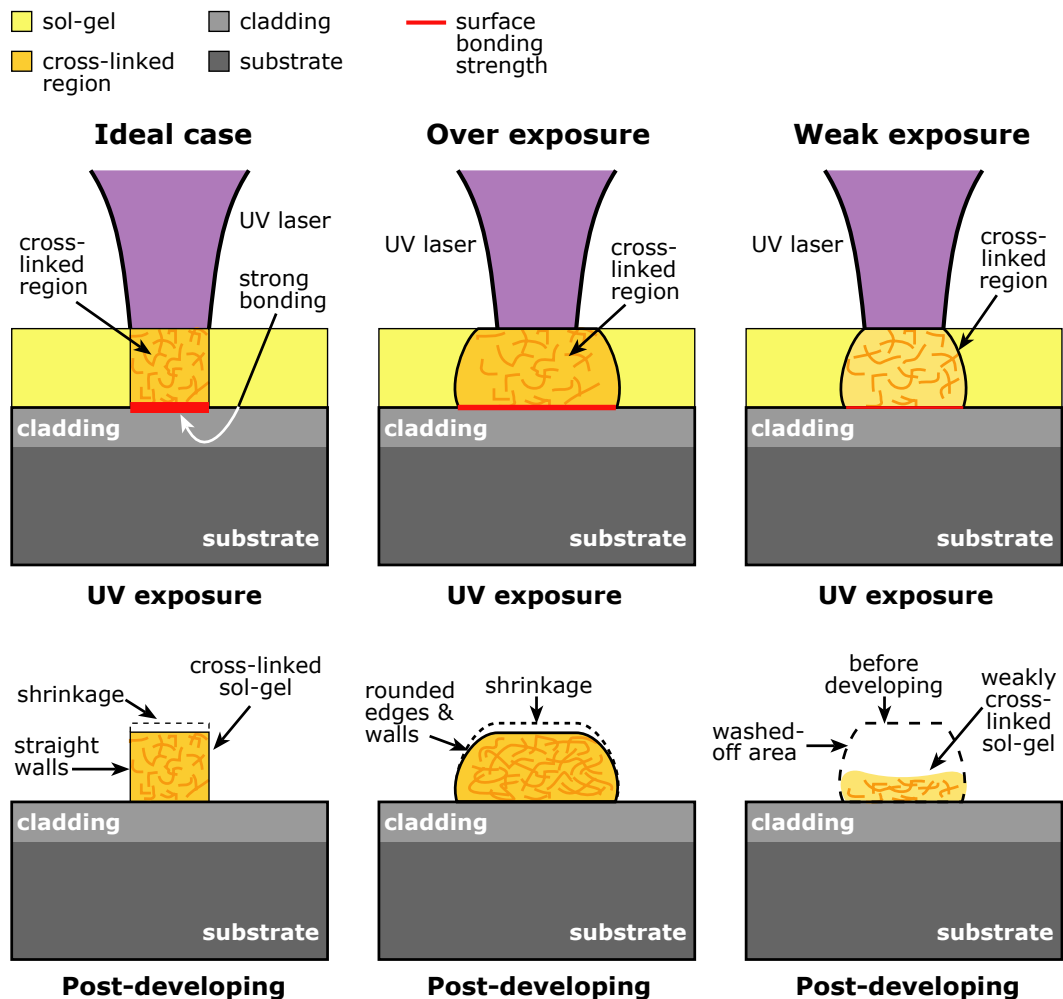 sol-gel
cross-linked
region
cladding
substrate
surface
bonding
strength
Ideal case
Over exposure
Weak exposure
UV laser
cross-
linked
region
strong
bonding
cladding
substrate
UV exposure
UV laser
cross-
linked
region
cladding
substrate
UV exposure
UV laser
cross-
linked
region
cladding
substrate
UV exposure
shrinkage
cross-linked
sol-gel
straight
walls
cladding
substrate
Post-developing
rounded
edges &
walls
shrinkage
cladding
substrate
Post-developing
before
developing
washed-
off area
weakly
cross-
linked
sol-gel
cladding
substrate
Post-developing